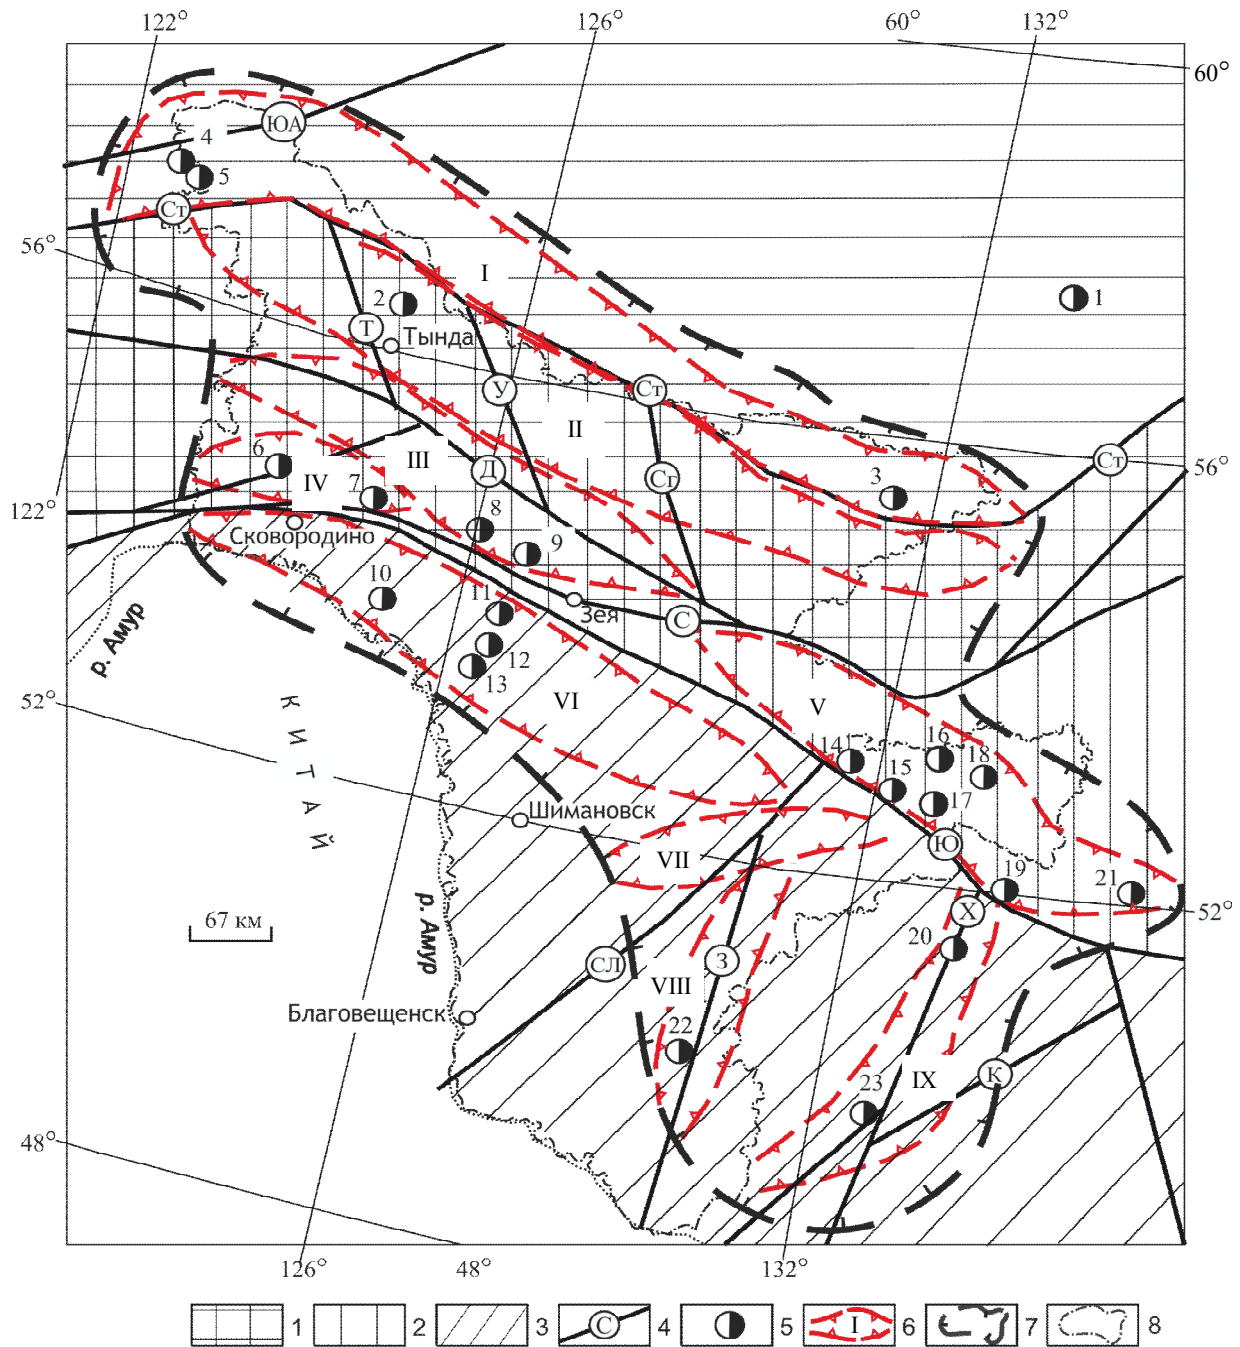 122°
126°
60°
132°
60°
ЮА
4
5
Ст
56°
I
1
2
Т
Тында
У
Ст
II
Ст
3
56°
6
III
Д
Сг
IV
7
122°
8
Сковородино
9
10
11
Зея
С
р. Амур
12
13
52°
VI
V
КИТАЙ
14
16
18
15
17
Шимановск
Ю
VII
19
21
52°
67 км
р. Амур
Х
20
СЛ
З
VIII
Благовещенск
22
IX
К
23
48°
126°
48°
132°
1
2
3
С
4
5
I
6
7
8